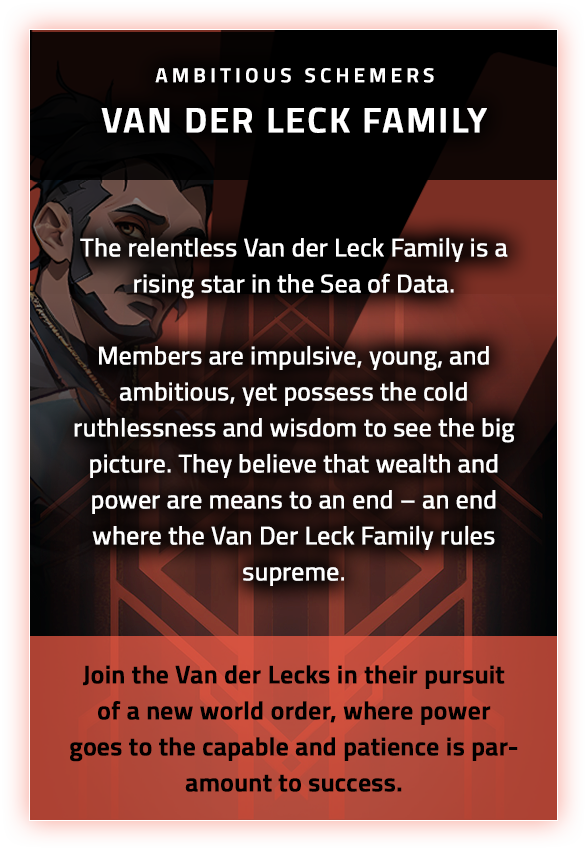 AMBITIOUS SCHEMERS
VAN DER LECK FAMILY
The relentless Van der Leck Family is a
rising star in the Sea of Data.
Members are impulsive, young, and
ambitious, yet possess the cold
ruthlessness and wisdom to see the big
picture. They believe that wealth and
power are means to an end – an end
where the Van Der Leck Family rules
supreme.
Join the Van der Lecks in their pursuit
of a new world order, where power
goes to the capable and patience is par-
amount to success.